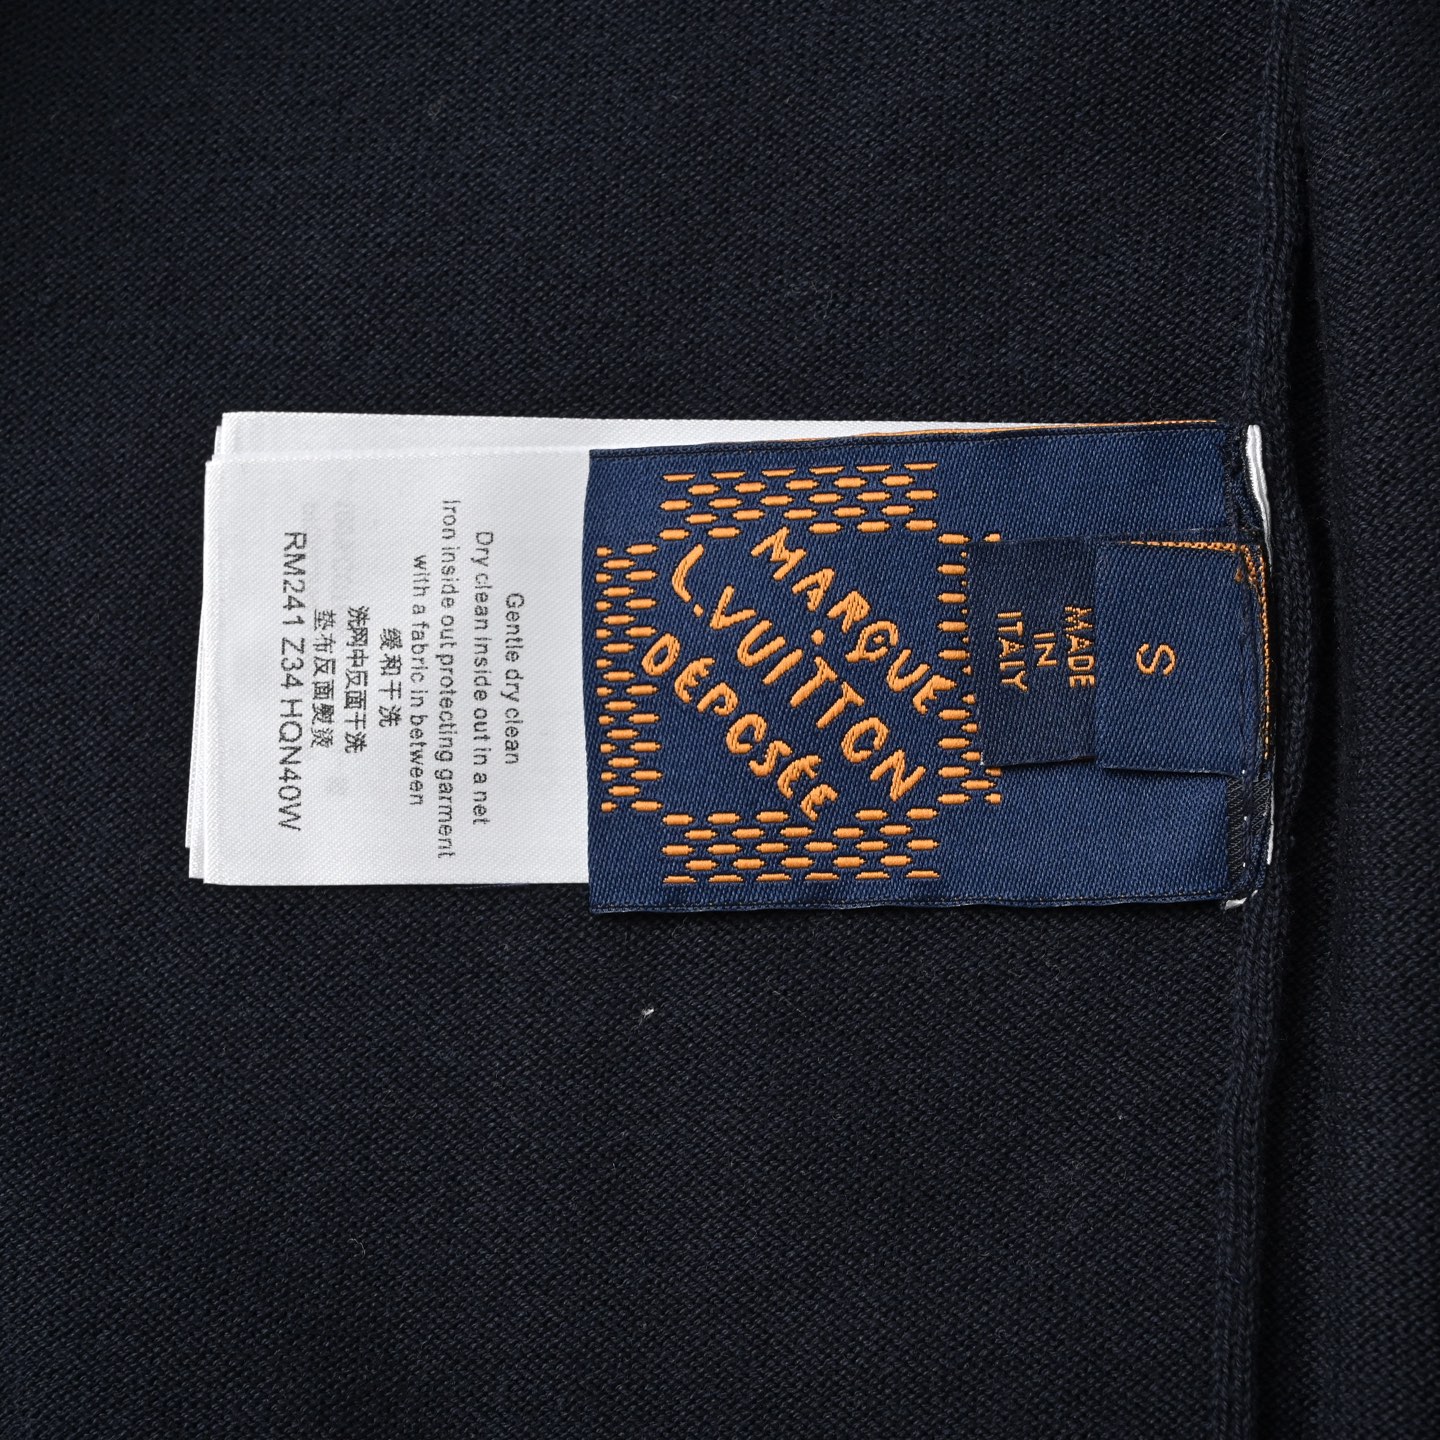 MARQUE
L.VUITTON
DEPOSÉE
MADE
IN
ITALY
S
Gentle dry clean
Dry clean inside out in a net
Iron inside out protecting garment
with a fabric in between
缓和干洗
洗网中反面干洗
垫布反面熨烫
RM241 Z34 HQN40W